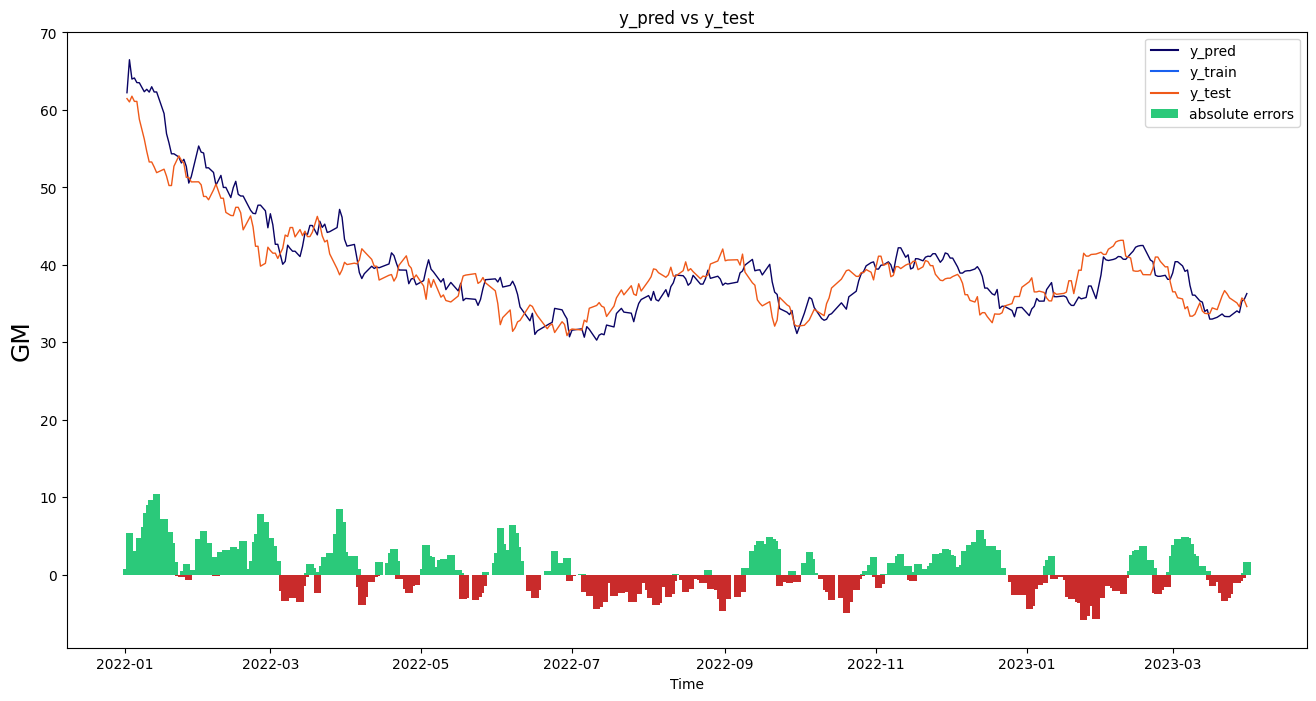 y_pred vs y_test
70
60
50
40
30
20
10
0
GM
y_pred
y_train
y_test
absolute errors
2022-01
2022-03
2022-05
2022-07
2022-09
2022-11
2023-01
2023-03
Time